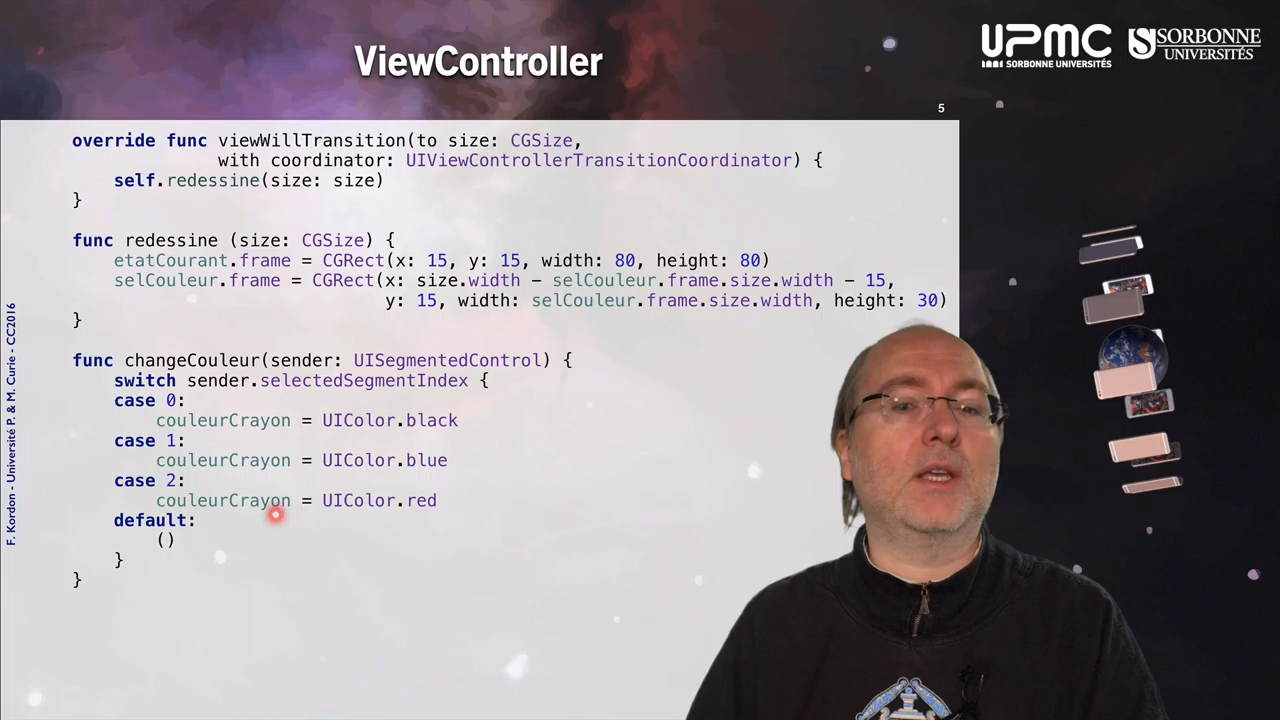 ViewController
UPMC
SORBONNE UNIVERSITÉS
SORBONNE
UNIVERSITÉS
5
override func viewWillTransition(to size: CGSize,
with coordinator: UIViewControllerTransitionCoordinator) {
self.redessine(size: size)
}
func redessine (size: CGSize) {
etatCourant.frame = CGRect(x: 15, y: 15, width: 80, height: 80)
selCouleur.frame = CGRect(x: size.width - selCouleur.frame.size.width - 15,
y: 15, width: selCouleur.frame.size.width, height: 30)
}
func changeCouleur(sender: UISegmentedControl) {
switch sender.selectedSegmentIndex {
case 0:
couleurCrayon = UIColor.black
case 1:
couleurCrayon = UIColor.blue
case 2:
couleurCrayon = UIColor.red
default:
()
}
}
F. Kordon - Université P. & M. Curie - CC2016